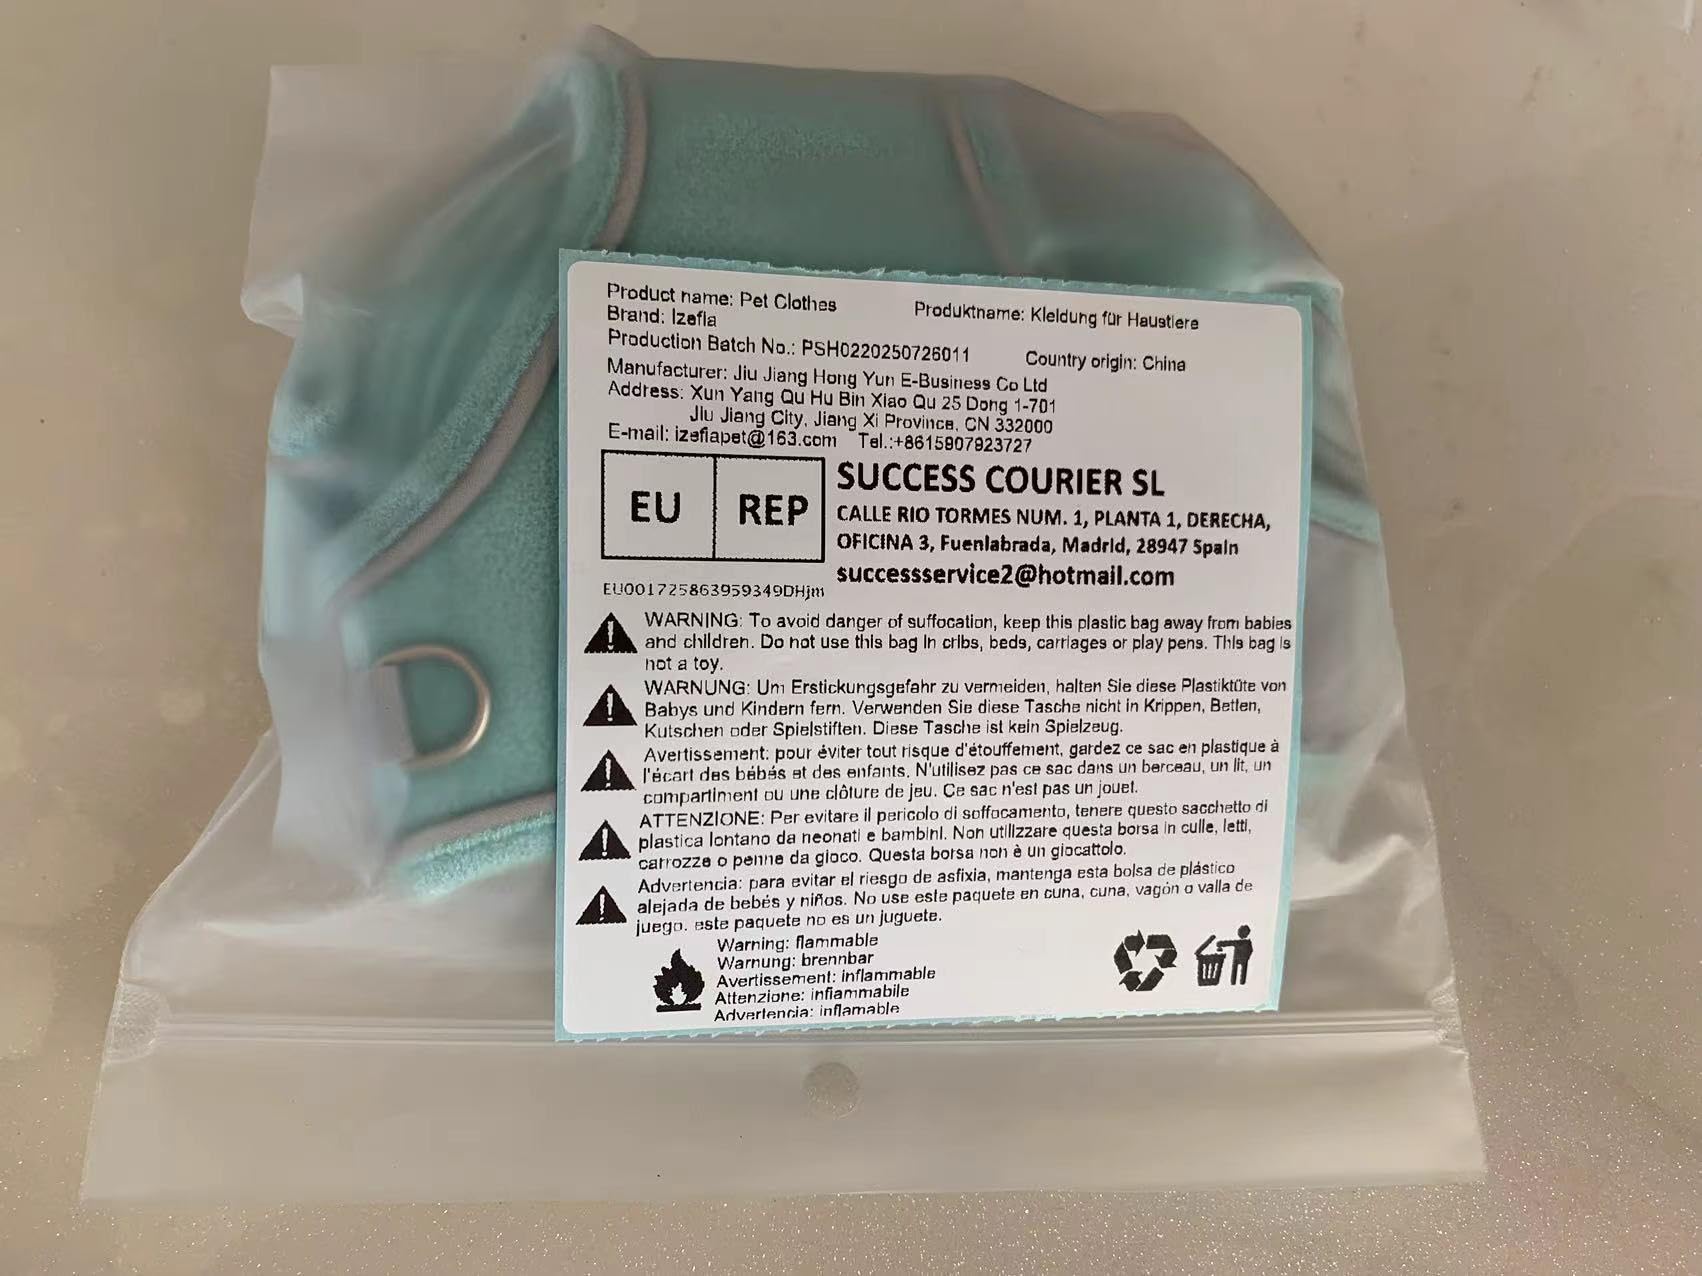 Product name: Pet Clothes
Produktname: Kleidung für Haustiere
Brand: Izefia
Production Batch No.: PSH0220250726011
Country origin: China
Manufacturer: Jiu Jiang Hong Yun E-Business Co Ltd
Address: Xun Yang Qu Hu Bin Xiao Qu 25 Dong 1-701
Jiu Jiang City, Jiang Xi Province, CN 332000
E-mail: izefiapet@163.com Tel.:+8615907923727
EU REP
SUCCESS COURIER SL
CALLE RIO TORMES NUM. 1, PLANTA 1, DERECHA,
OFICINA 3, Fuenlabrada, Madrid, 28947 Spain
successservice2@hotmail.com
EU001725863959349DHjm
WARNING: To avoid danger of suffocation, keep this plastic bag away from babies
and children. Do not use this bag in cribs, beds, carriages or play pens. This bag is
not a toy.
WARNUNG: Um Erstickungsgefahr zu vermeiden, halten Sie diese Plastiktüte von
Babys und Kindern fern. Verwenden Sie diese Tasche nicht in Krippen, Betten,
Kutschen oder Spielstiften. Diese Tasche ist kein Spielzeug.
Avertissement: pour éviter tout risque d'étouffement, gardez ce sac en plastique à
l'écart des bébés et des enfants. N'utilisez pas ce sac dans un berceau, un lit, un
compartiment ou une clôture de jeu. Ce sac n'est pas un jouet.
ATTENZIONE: Per evitare il pericolo di soffocamento, tenere questo sacchetto di
plastica lontano da neonati e bambini. Non utilizzare questa borsa in culle, letti,
carrozze o penne da gioco. Questa borsa non è un giocattolo.
Advertencia: para evitar el riesgo de asfixia, mantenga esta bolsa de plástico
alejada de bebés y niños. No use este paquete en cuna, cuna, vagón o valla de
juego. este paquete no es un juguete.
Warning: flammable
Warnung: brennbar
Avertissement: inflammable
Attenzione: infiammabile
Advertencia: inflamable